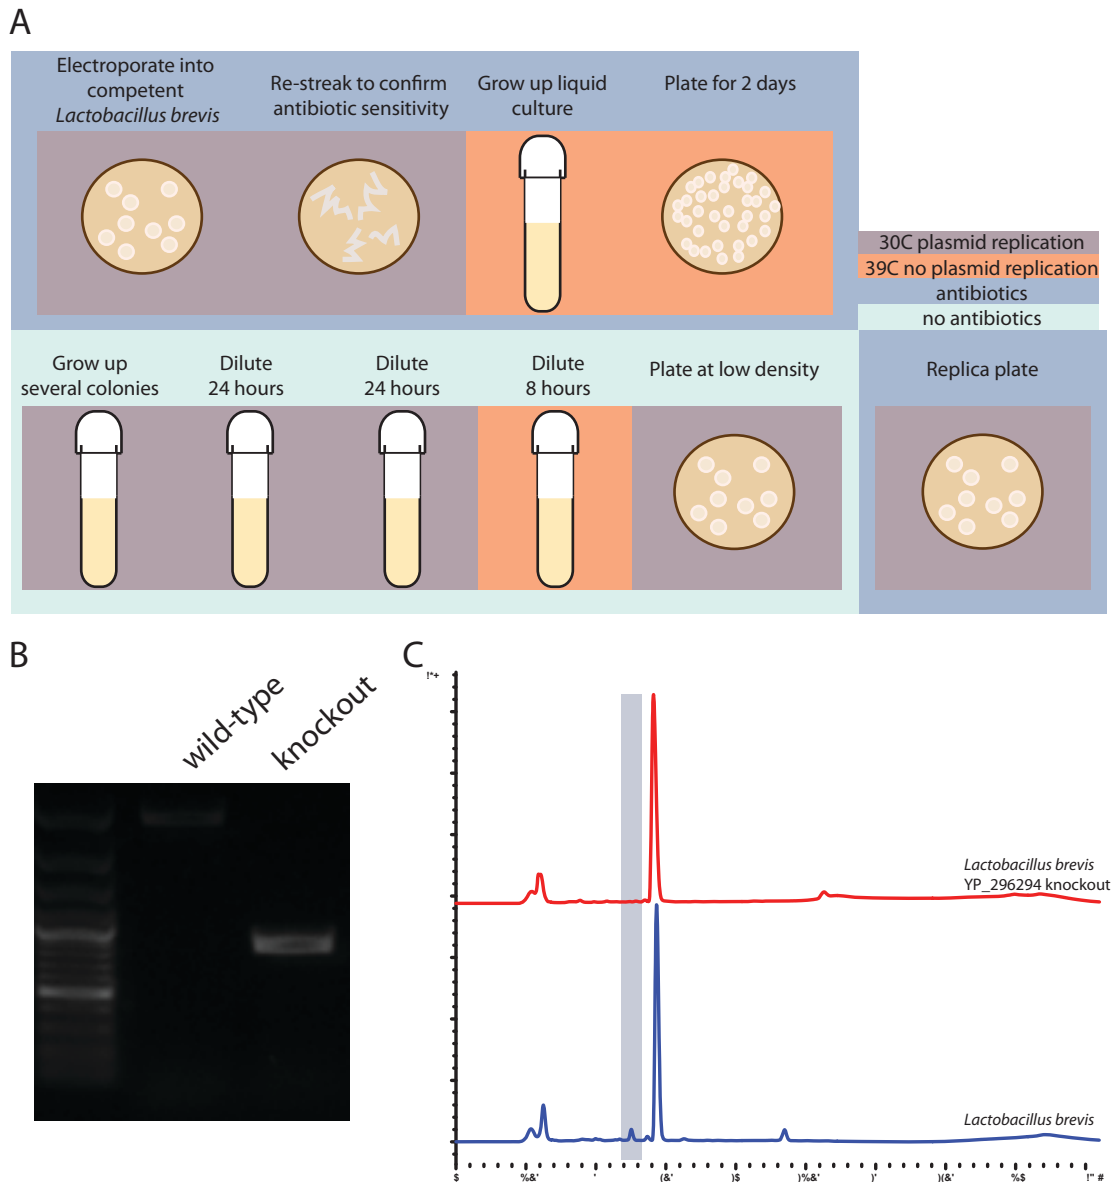 A
Electroporate into
competent
Lactobacillus brevis
Re-streak to confirm
antibiotic sensitivity
Grow up liquid
culture
Plate for 2 days
30C plasmid replication
39C no plasmid replication
antibiotics
no antibiotics
Grow up
several colonies
Dilute
24 hours
Dilute
24 hours
Dilute
8 hours
Plate at low density
Replica plate
B
wild-type
knockout
C
!*+
Lactobacillus brevis
YP_296294 knockout
Lactobacillus brevis
$ %&' ' (&' )$ )%&' )' )(&' %$ !" #